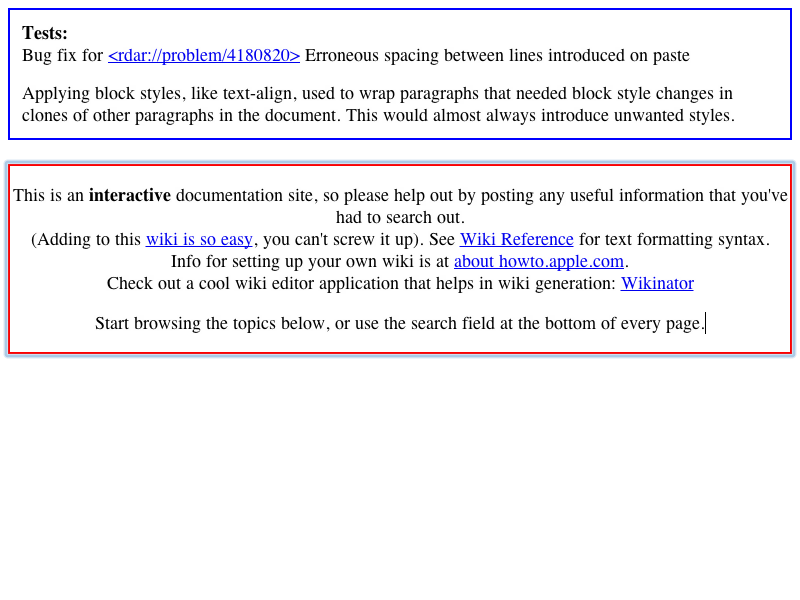 Tests:
Bug fix for <rdar://problem/4180820> Erroneous spacing between lines introduced on paste
Applying block styles, like text-align, used to wrap paragraphs that needed block style changes in
clones of other paragraphs in the document. This would almost always introduce unwanted styles.
This is an interactive documentation site, so please help out by posting any useful information that you've
had to search out.
(Adding to this wiki is so easy, you can't screw it up). See Wiki Reference for text formatting syntax.
Info for setting up your own wiki is at about howto.apple.com.
Check out a cool wiki editor application that helps in wiki generation: Wikinator
Start browsing the topics below, or use the search field at the bottom of every page.